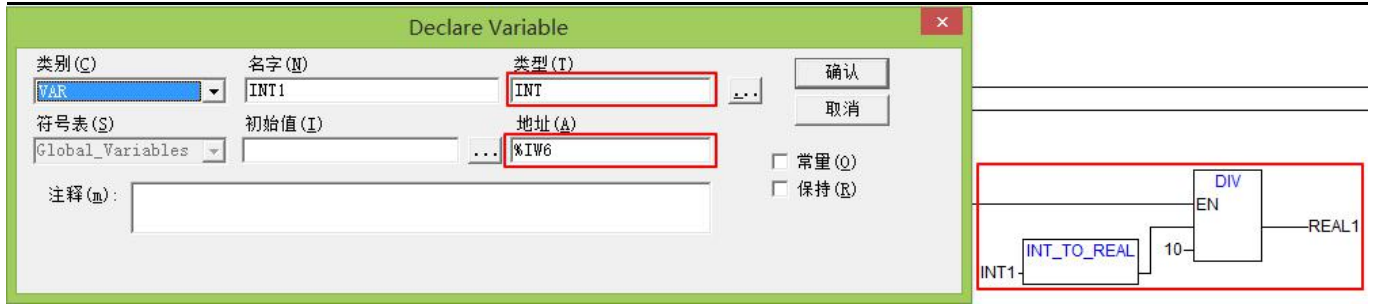 Declare Variable
类别(C) 名字(N) 类型(T)
VAR INT1 INT ... 确认
取消
符号表(S) 初始值(I) 地址(A)
Global_Variables ... %IW6
常量(O)
保持(R)
注释(m):
DIV
EN
REAL1
INT_TO_REAL 10
INT1